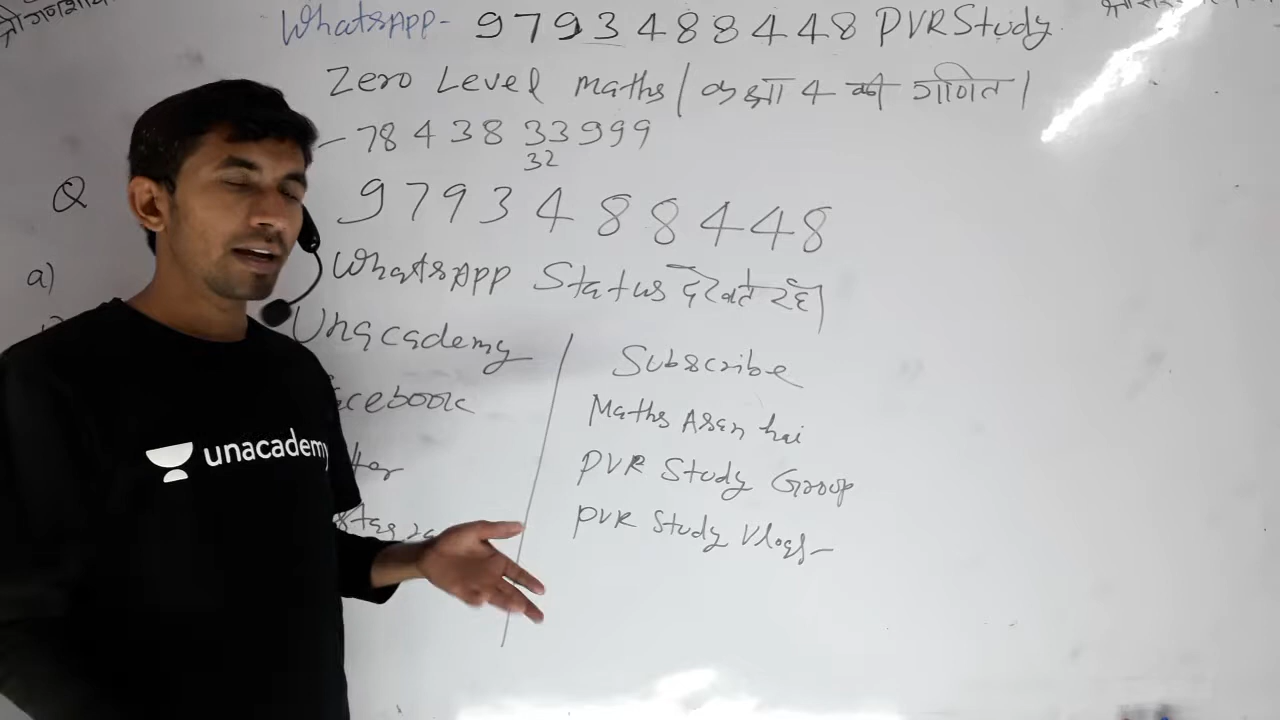 श्री गणेशाय
WhatsApp- 9793488448 PVR Study
Zero Level maths/ कक्षा 4 की गणित।
-78 4 38 33999
32
Q 9793488448
a) WhatsApp Status देखते रहें।
Unacademy
Subscribe
Maths Asan hai
PVR Study Group
PVR Study Vlogs-
unacademy